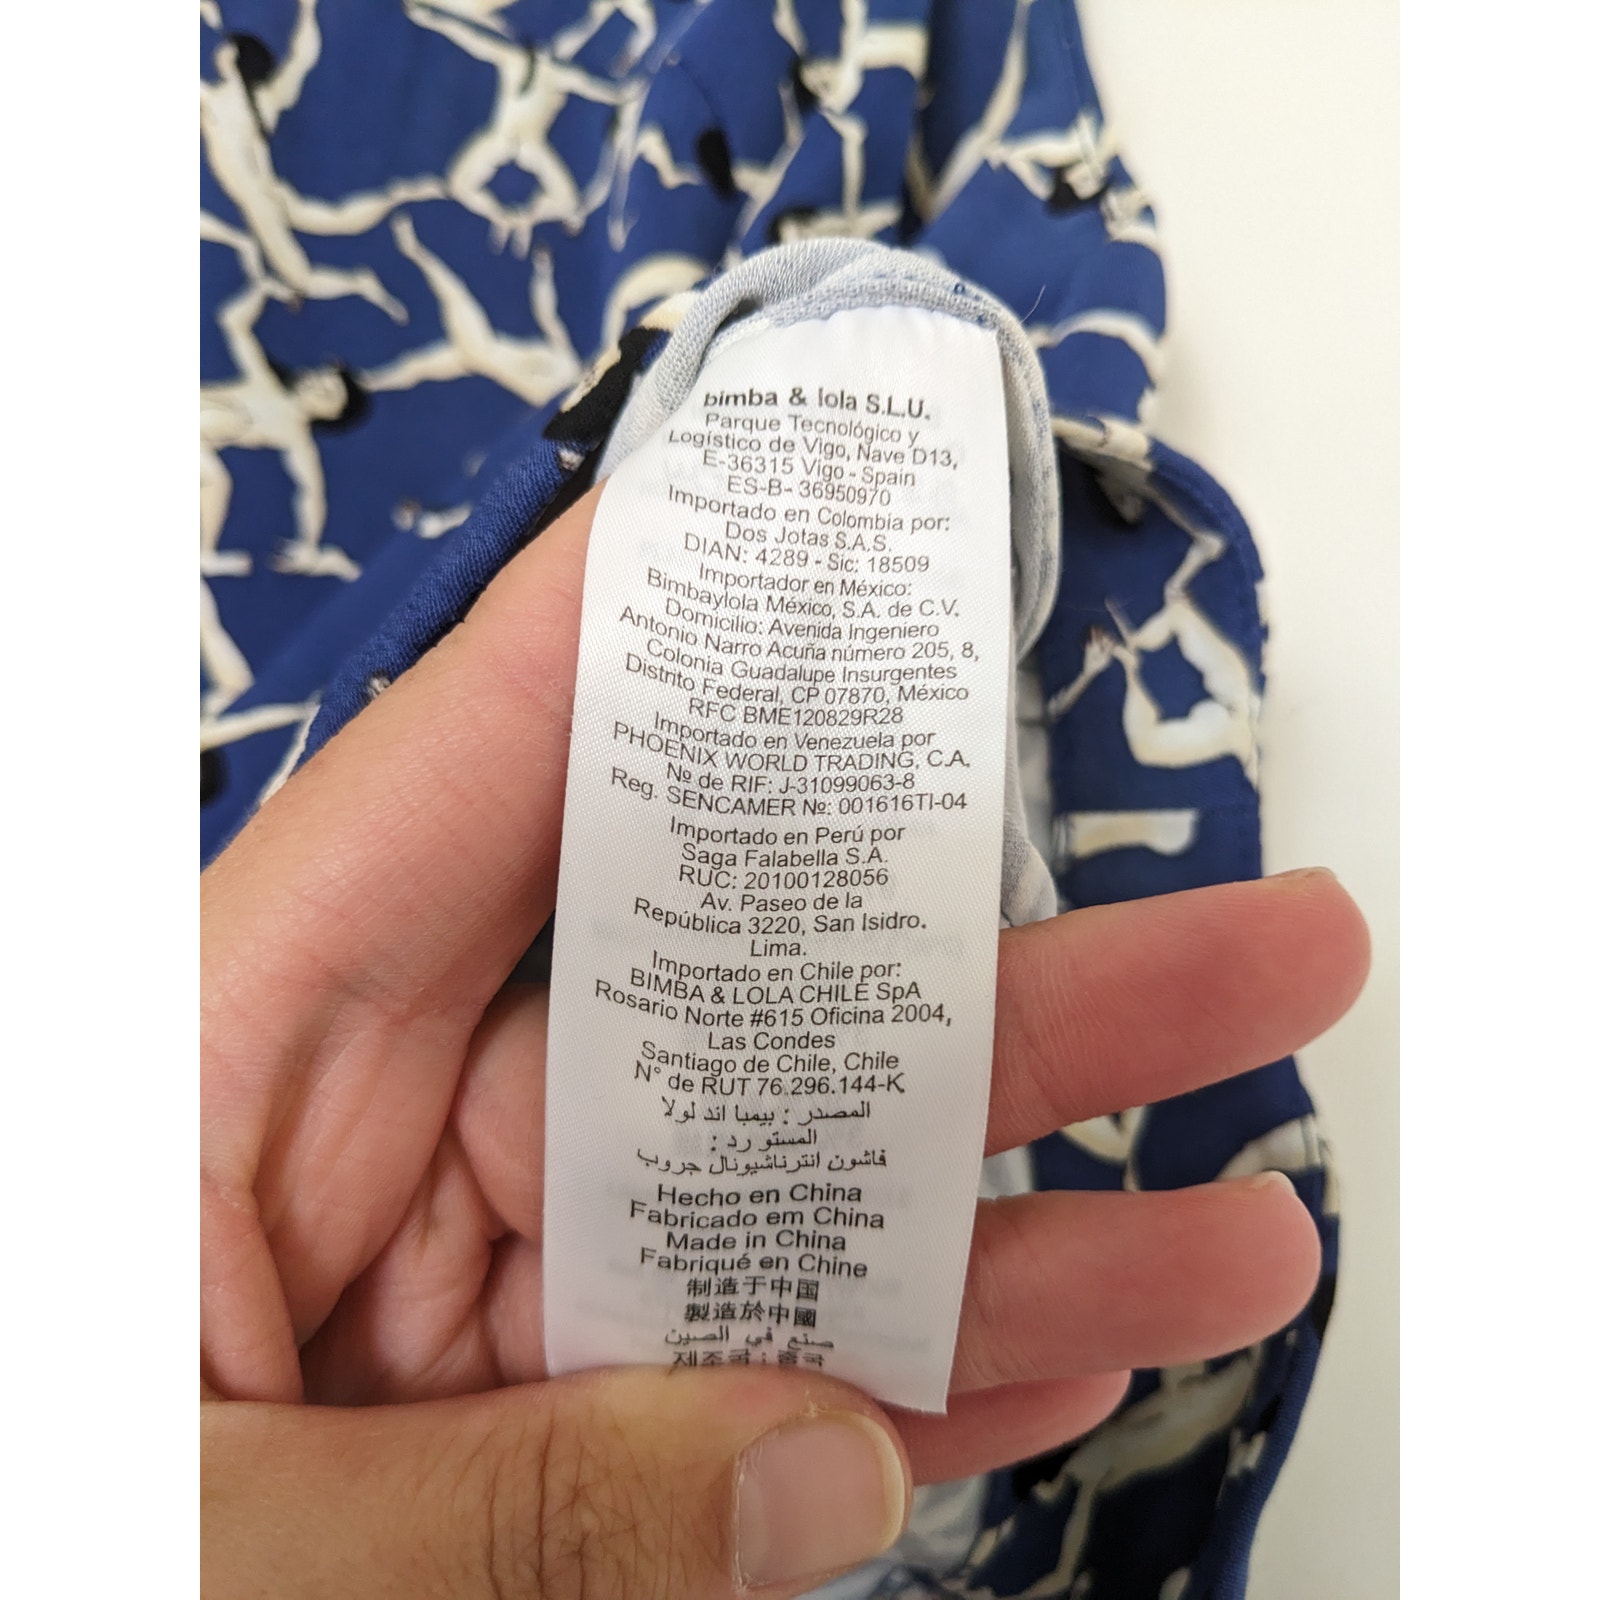 bimba & lola S.L.U.
Parque Tecnológico y
Logístico de Vigo, Nave D13,
E-36315 Vigo - Spain
ES-B- 36950970
Importado en Colombia por:
Dos Jotas S.A.S.
DIAN: 4289 - Sic: 18509
Importador en México:
Bimbaylola México, S.A. de C.V.
Domicilio: Avenida Ingeniero
Antonio Narro Acuña número 205, 8,
Colonia Guadalupe Insurgentes
Distrito Federal, CP 07870, México
RFC BME120829R28
Importado en Venezuela por
PHOENIX WORLD TRADING, C.A.
№ de RIF: J-31099063-8
Reg. SENCAMER №: 001616TI-04
Importado en Perú por
Saga Falabella S.A.
RUC: 20100128056
Av. Paseo de la
República 3220, San Isidro.
Lima.
Importado en Chile por:
BIMBA & LOLA CHILE SpA
Rosario Norte #615 Oficina 2004,
Las Condes
Santiago de Chile, Chile
N° de RUT 76.296.144-K
المصدر : بيمبا اند لولا
المستو رد :
فاشون انترناشيونال جروب
Hecho en China
Fabricado em China
Made in China
Fabriqué en Chine
制造于中国
製造於中國
صنع في الصين
제조국 : 중국